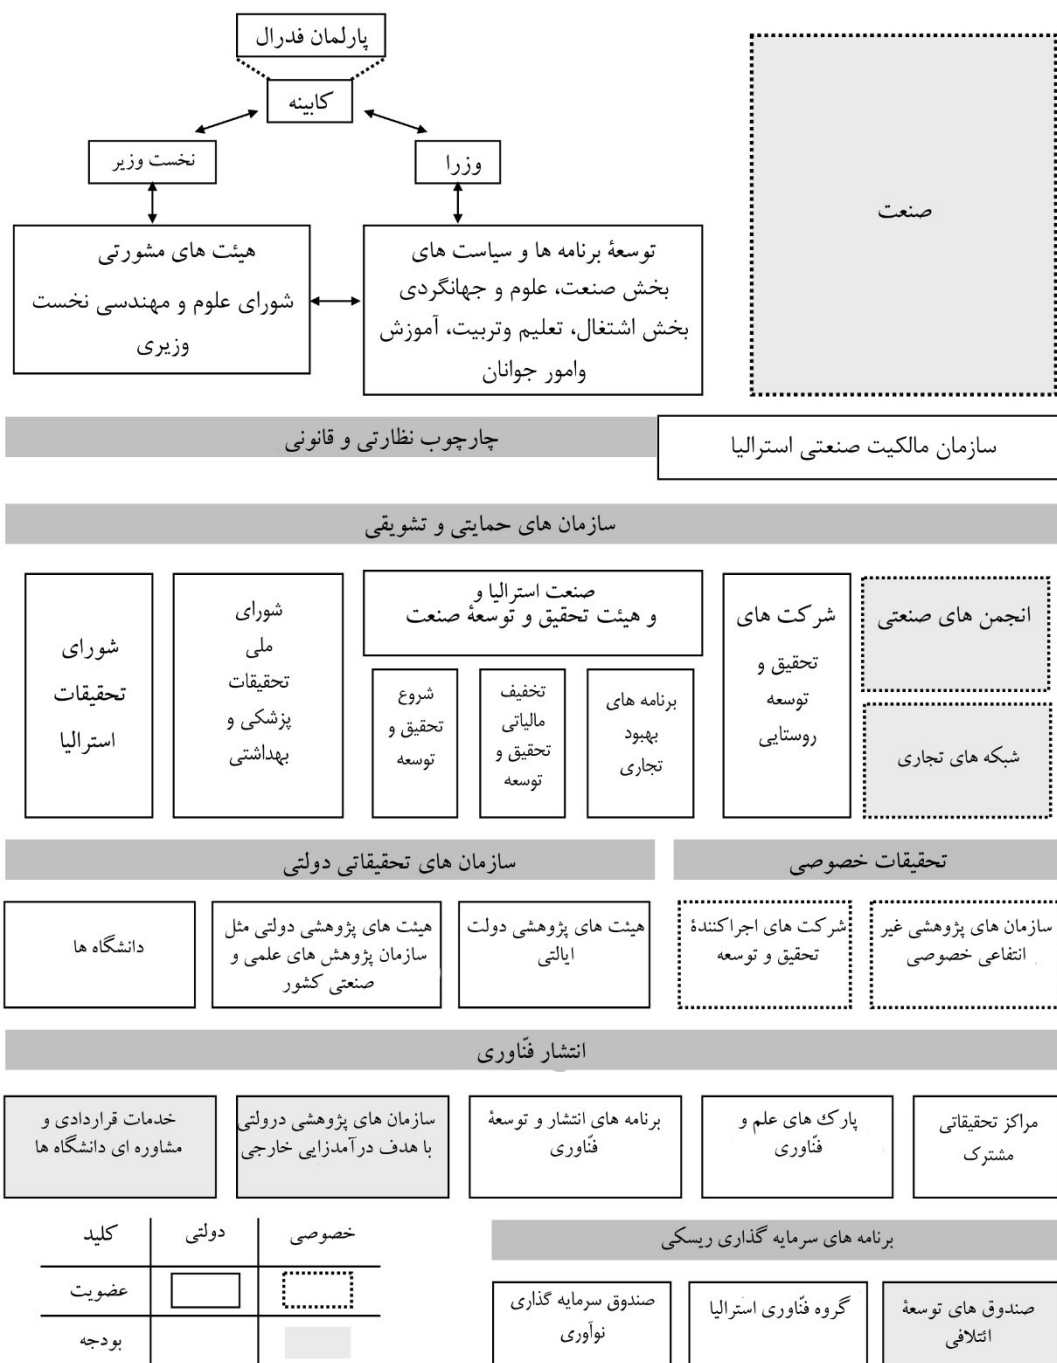 پارلمان فدرال
کابینه
نخست وزیر
وزرا
صنعت
هیئت های مشورتی
شورای علوم و مهندسی نخست
وزیری
توسعهٔ برنامه ها و سیاست های
بخش صنعت، علوم و جهانگردی
بخش اشتغال، تعلیم وتربیت، آموزش
وامور جوانان
سازمان مالکیت صنعتی استرالیا
چارچوب نظارتی و قانونی
سازمان های حمایتی و تشویقی
انجمن های صنعتی
شبکه های تجاری
شرکت های
تحقیق و
توسعه
روستایی
صنعت استرالیا و
و هیئت تحقیق و توسعهٔ صنعت
برنامه های
بهبود
تجاری
تخفیف
مالیاتی
تحقیق و
توسعه
شروع
تحقیق و
توسعه
شورای
ملی
تحقیقات
پزشکی و
بهداشتی
شورای
تحقیقات
استرالیا
تحقیقات خصوصی
سازمان های تحقیقاتی دولتی
سازمان های پژوهشی غیر
انتفاعی خصوصی .
شرکت های اجراکنندهٔ
تحقیق و توسعه
هیئت های پژوهشی دولت
ایالتی
هیئت های پژوهشی دولتی مثل
سازمان پژوهش های علمی و
صنعتی کشور
دانشگاه ها
انتشار فنّاوری
مراکز تحقیقاتی
مشترک
پارک های علم و
فنّاوری
برنامه های انتشار و توسعهٔ
فنّاوری
سازمان های پژوهشی درولتی
با هدف درآمدزایی خارجی
خدمات قراردادی و
مشاوره ای دانشگاه ها
برنامه های سرمایه گذاری ریسکی
صندوق های توسعهٔ
ائتلافی
گروه فنّاوری استرالیا
صندوق سرمایه گذاری
نوآوری
خصوصی
دولتی
کلید
عضویت
بودجه